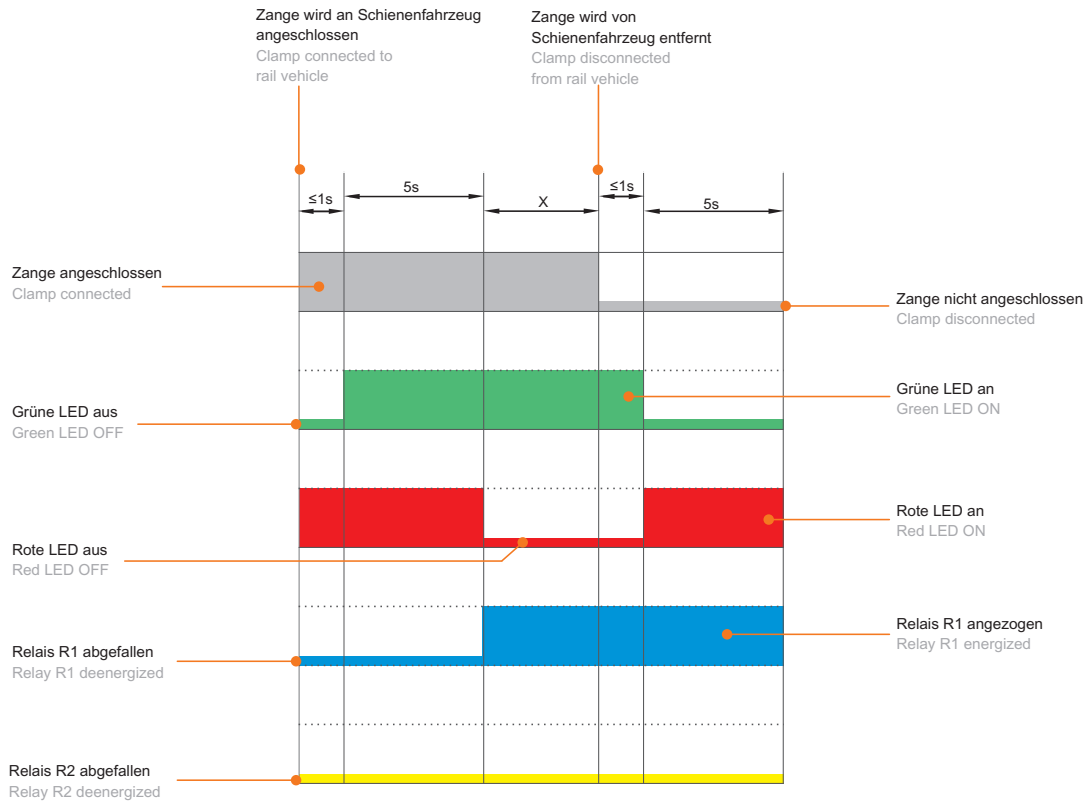 Zange wird an Schienenfahrzeug
angeschlossen
Clamp connected to
rail vehicle
Zange wird von
Schienenfahrzeug entfernt
Clamp disconnected
from rail vehicle
≤1s
5s
X
≤1s
5s
Zange angeschlossen
Clamp connected
Zange nicht angeschlossen
Clamp disconnected
Grüne LED aus
Green LED OFF
Grüne LED an
Green LED ON
Rote LED aus
Red LED OFF
Rote LED an
Red LED ON
Relais R1 abgefallen
Relay R1 deenergized
Relais R1 angezogen
Relay R1 energized
Relais R2 abgefallen
Relay R2 deenergized